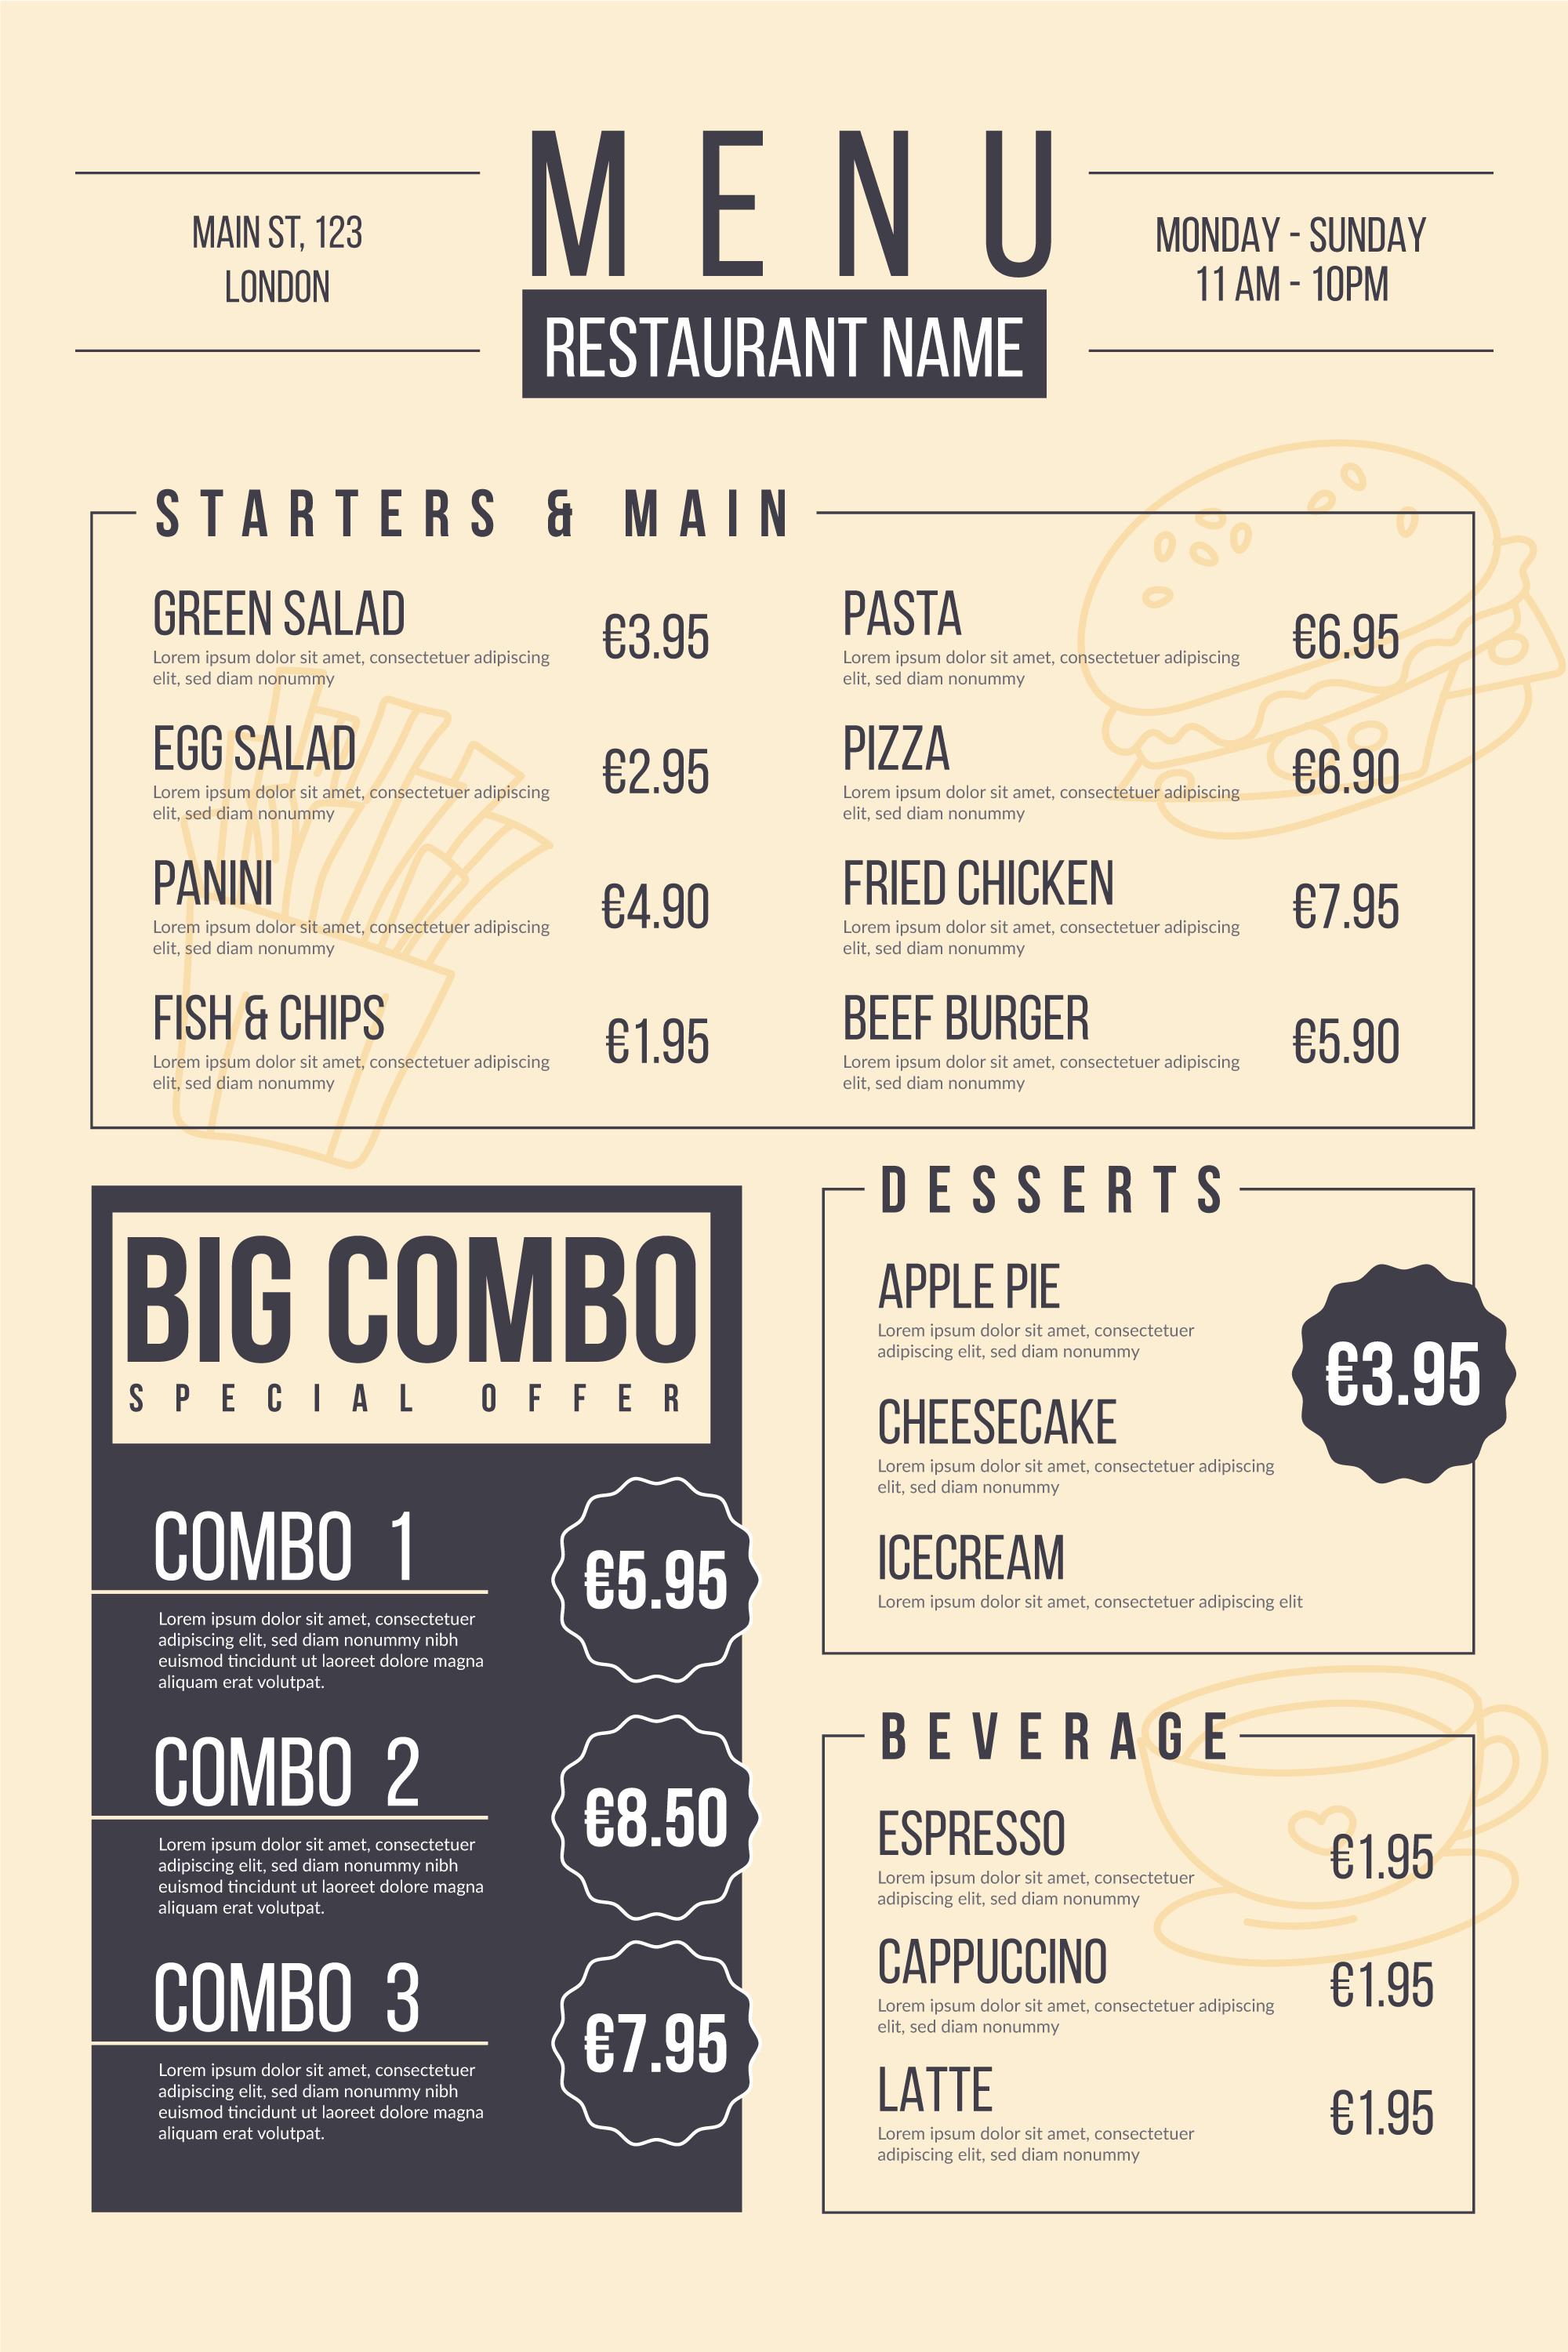 MENU
RESTAURANT NAME
MAIN ST, 123
LONDON
MONDAY - SUNDAY
11 AM - 10PM
STARTERS & MAIN
GREEN SALAD
€3.95
Lorem ipsum dolor sit amet, consectetuer adipiscing
elit, sed diam nonummy
EGG SALAD
€2.95
Lorem ipsum dolor sit amet, consectetuer adipiscing
elit, sed diam nonummy
PANINI
€4.90
Lorem ipsum dolor sit amet, consectetuer adipiscing
elit, sed diam nonummy
FISH & CHIPS
€1.95
Lorem ipsum dolor sit amet, consectetuer adipiscing
elit, sed diam nonummy
PASTA
€6.95
Lorem ipsum dolor sit amet, consectetuer adipiscing
elit, sed diam nonummy
PIZZA
€6.90
Lorem ipsum dolor sit amet, consectetuer adipiscing
elit, sed diam nonummy
FRIED CHICKEN
€7.95
Lorem ipsum dolor sit amet, consectetuer adipiscing
elit, sed diam nonummy
BEEF BURGER
€5.90
Lorem ipsum dolor sit amet, consectetuer adipiscing
elit, sed diam nonummy
BIG COMBO
SPECIAL OFFER
COMBO 1
€5.95
Lorem ipsum dolor sit amet, consectetuer
adipiscing elit, sed diam nonummy nibh
euismod tincidunt ut laoreet dolore magna
aliquam erat volutpat.
COMBO 2
€8.50
Lorem ipsum dolor sit amet, consectetuer
adipiscing elit, sed diam nonummy nibh
euismod tincidunt ut laoreet dolore magna
aliquam erat volutpat.
COMBO 3
€7.95
Lorem ipsum dolor sit amet, consectetuer
adipiscing elit, sed diam nonummy nibh
euismod tincidunt ut laoreet dolore magna
aliquam erat volutpat.
DESSERTS
APPLE PIE
Lorem ipsum dolor sit amet, consectetuer
adipiscing elit, sed diam nonummy
€3.95
CHEESECAKE
Lorem ipsum dolor sit amet, consectetuer adipiscing
elit, sed diam nonummy
ICECREAM
Lorem ipsum dolor sit amet, consectetuer adipiscing elit
BEVERAGE
ESPRESSO
€1.95
Lorem ipsum dolor sit amet, consectetuer
adipiscing elit, sed diam nonummy
CAPPUCCINO
€1.95
Lorem ipsum dolor sit amet, consectetuer adipiscing
elit, sed diam nonummy
LATTE
€1.95
Lorem ipsum dolor sit amet, consectetuer
adipiscing elit, sed diam nonummy